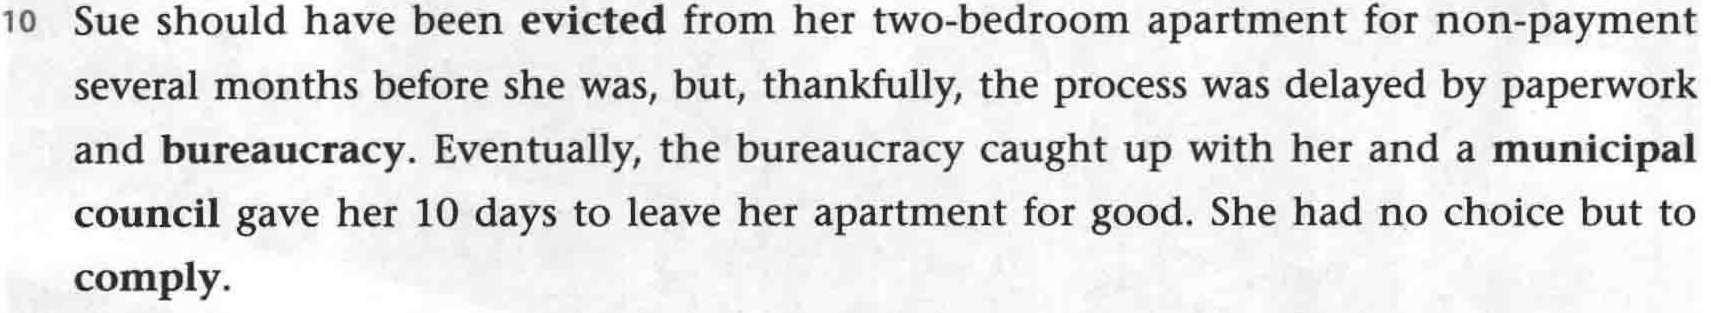 10 Sue should have been evicted from her two-bedroom apartment for non-payment
several months before she was, but, thankfully, the process was delayed by paperwork
and bureaucracy. Eventually, the bureaucracy caught up with her and a municipal
council gave her 10 days to leave her apartment for good. She had no choice but to
comply.